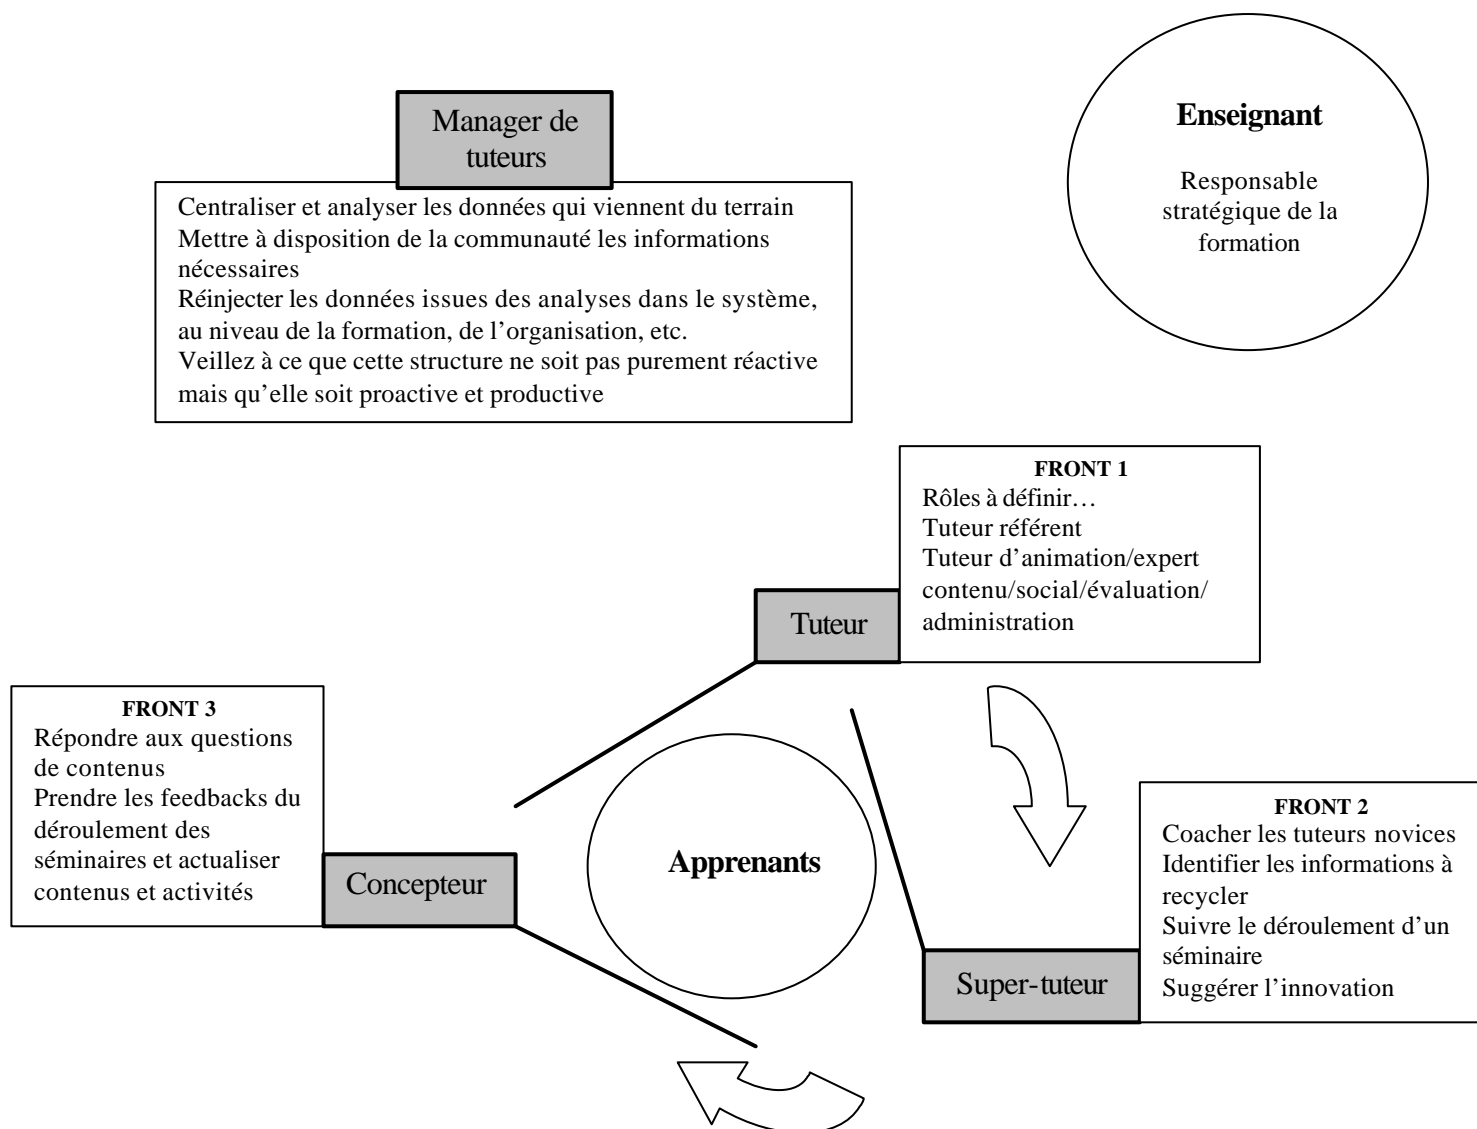 Manager de
tuteurs
Centraliser et analyser les données qui viennent du terrain
Mettre à disposition de la communauté les informations
nécessaires
Réinjecter les données issues des analyses dans le système,
au niveau de la formation, de l’organisation, etc.
Veillez à ce que cette structure ne soit pas purement réactive
mais qu’elle soit proactive et productive
Enseignant
Responsable
stratégique de la
formation
FRONT 1
Rôles à définir…
Tuteur référent
Tuteur d’animation/expert
contenu/social/évaluation/
administration
Tuteur
FRONT 3
Répondre aux questions
de contenus
Prendre les feedbacks du
déroulement des
séminaires et actualiser
contenus et activités
Concepteur
Apprenants
FRONT 2
Coacher les tuteurs novices
Identifier les informations à
recycler
Suivre le déroulement d’un
séminaire
Suggérer l’innovation
Super-tuteur